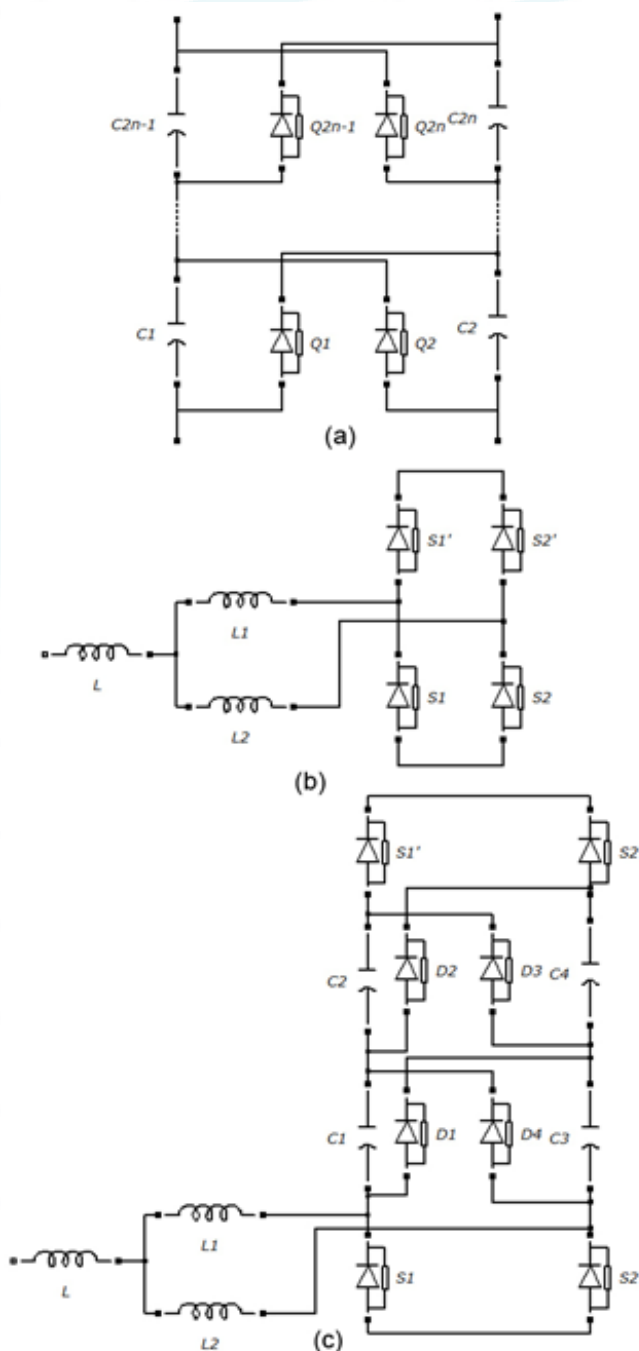 C2n-1 Q2n-1 Q2n C2n
C1 Q1 Q2 C2
(a)
S1' S2'
L1
L
S1 S2
L2
(b)
S1' S2
C2 D2 D3 C4
C1 D1 D4 C3
L1
L
S1 S2
L2
(c)